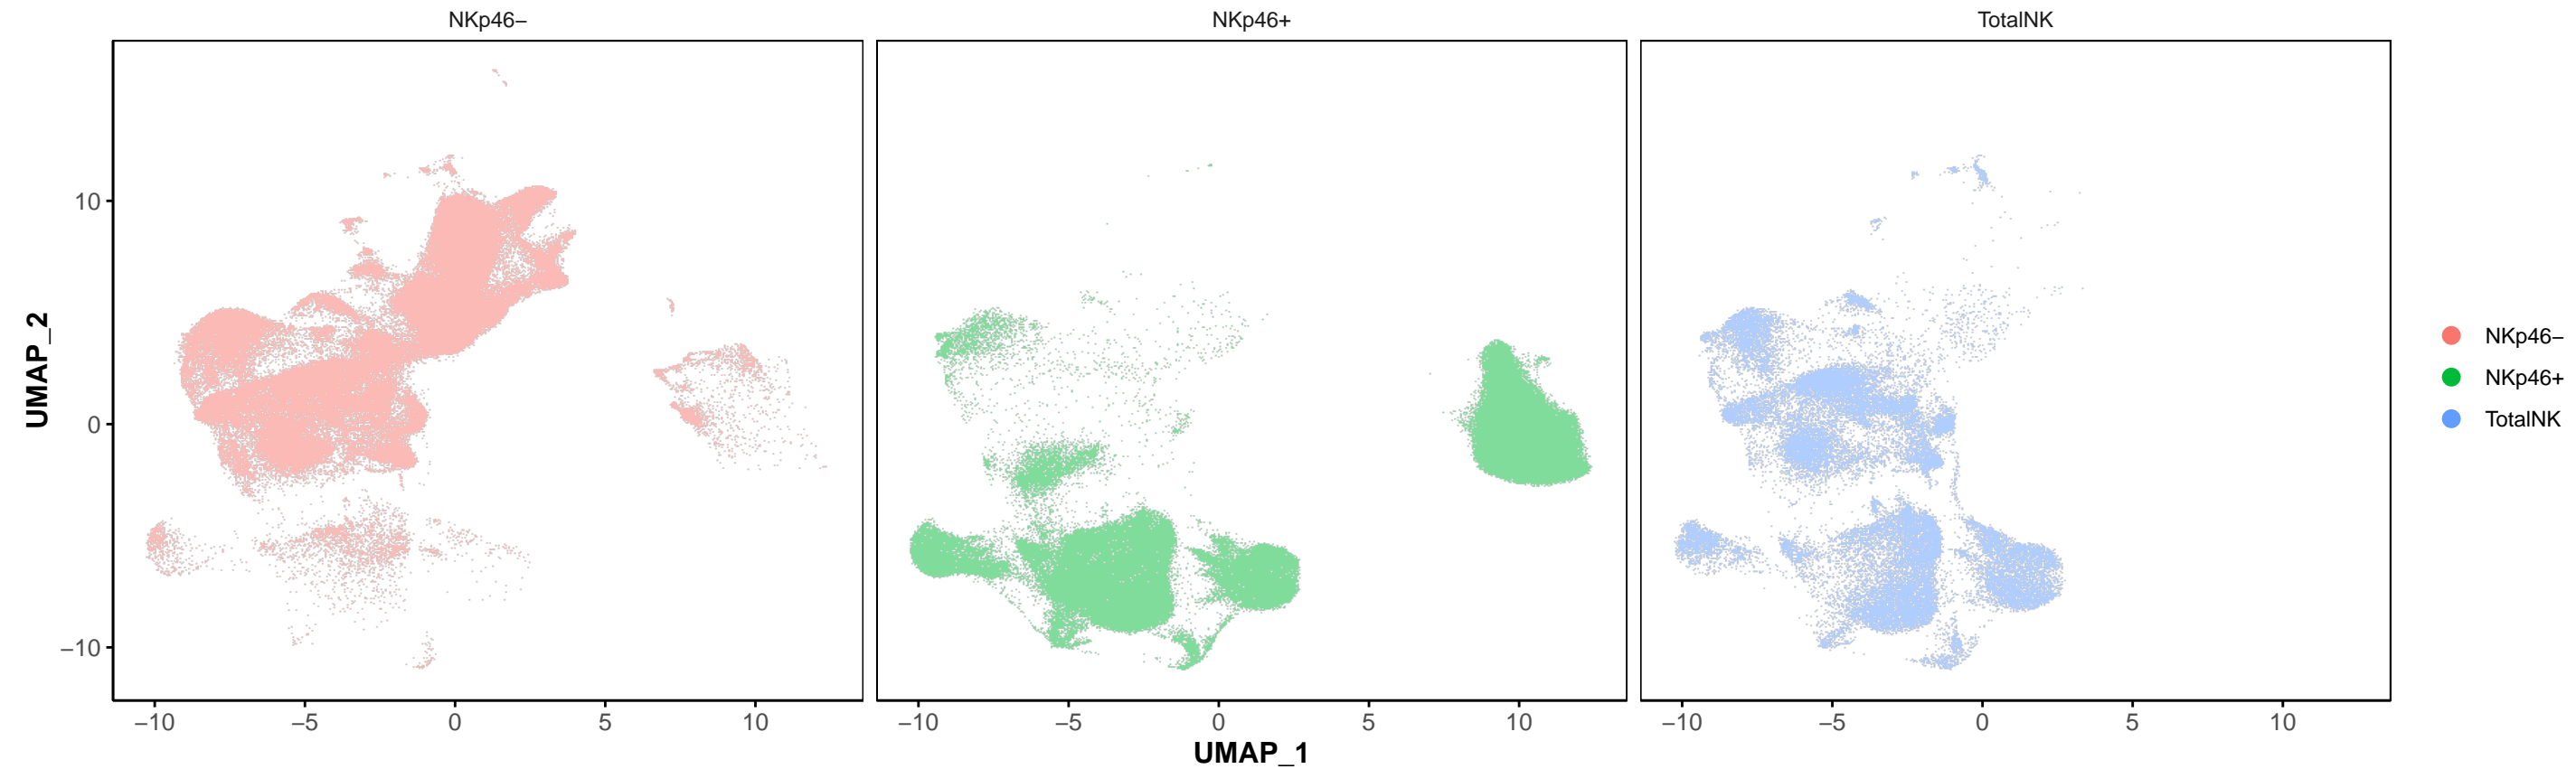 NKp46− NKp46+ TotalNK
UMAP_2
10
0
−10
−10 −5 0 5 10 −10 −5 0 5 10 −10 −5 0 5 10
UMAP_1
NKp46−
NKp46+
TotalNK